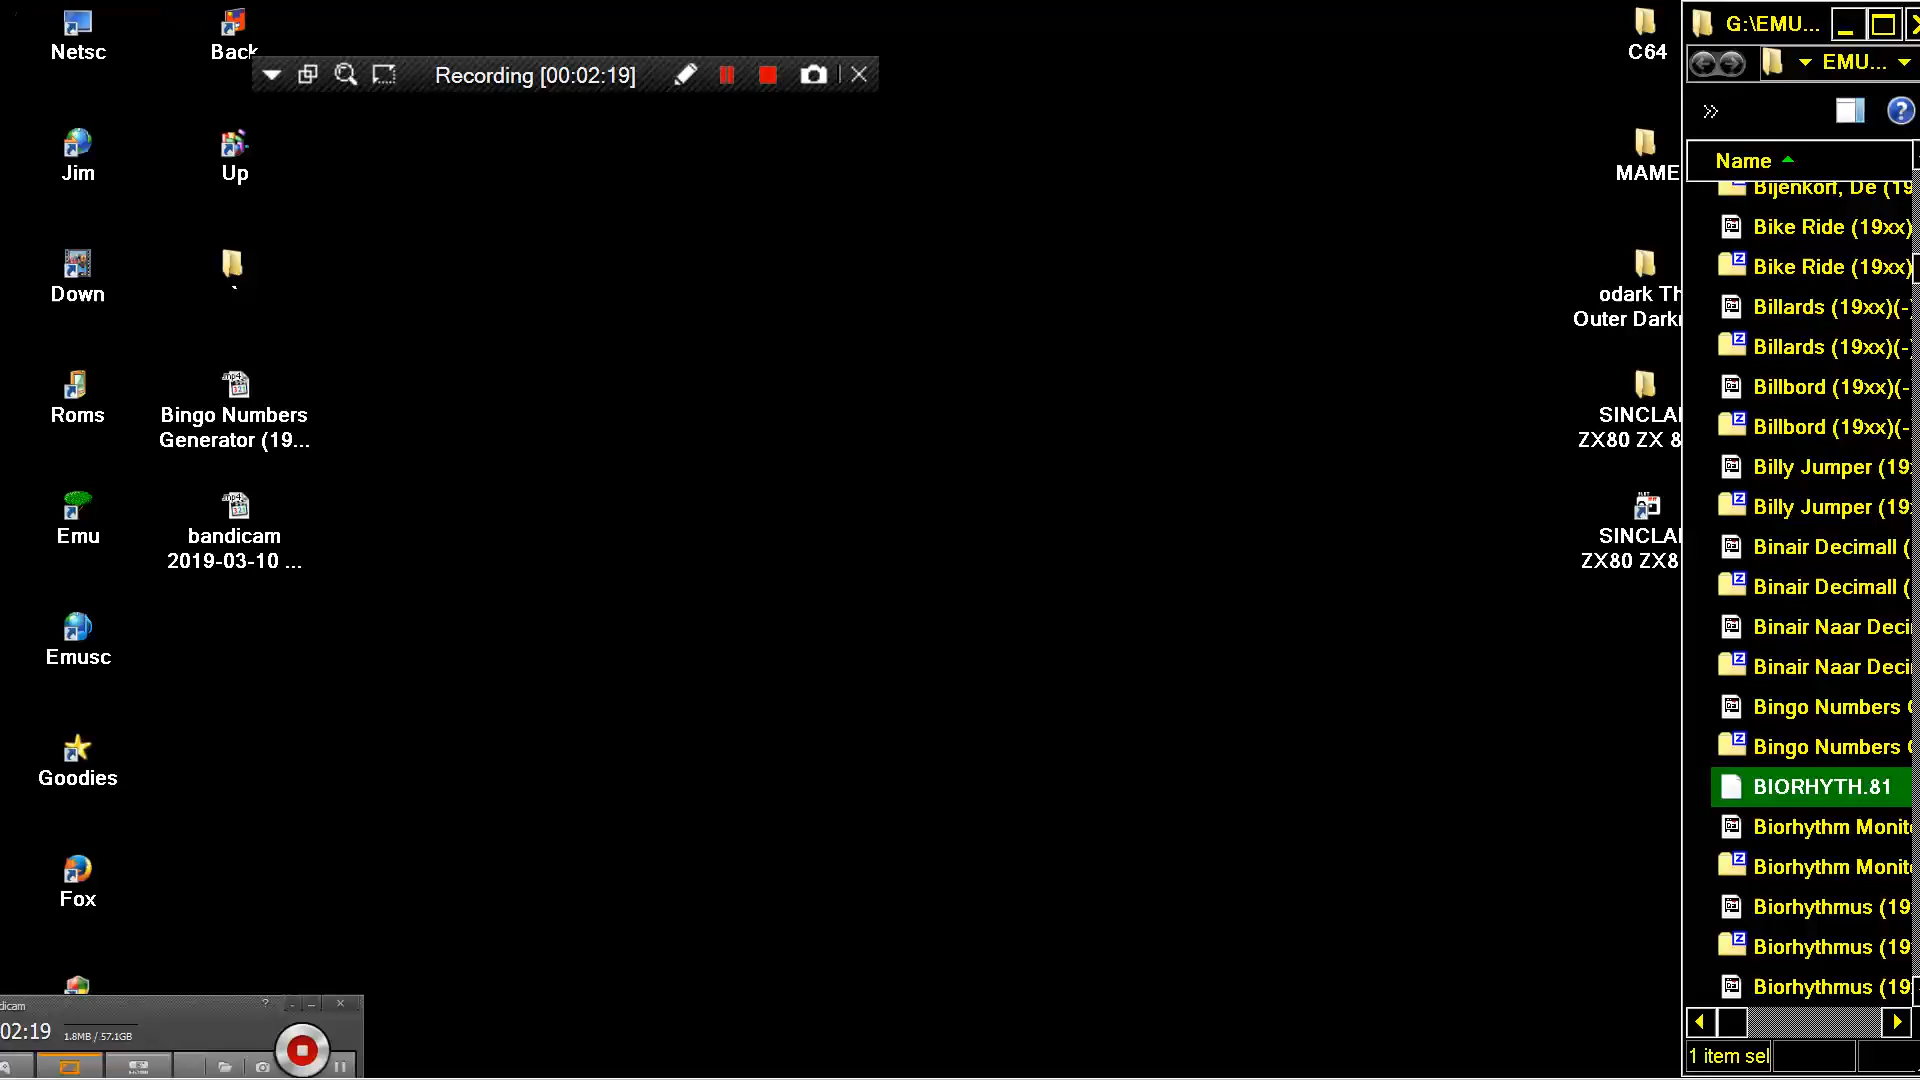 Netsc
Back
Jim
Up
Down
`
Roms
Bingo Numbers
Generator (19...
Emu
bandicam
2019-03-10 ...
Emusc
Goodies
Fox
Recording [00:02:19]
C64
MAME
odark Th
Outer Dark
SINCLAI
ZX80 ZX 8
SINCLAI
ZX80 ZX8
G:\EMU...
EMU...
»
?
Name
Bijenkorf, De (19
Bike Ride (19xx)
Bike Ride (19xx)
Billards (19xx)(-
Billards (19xx)(-
Billbord (19xx)(-
Billbord (19xx)(-
Billy Jumper (19
Billy Jumper (19
Binair Decimall (
Binair Decimall (
Binair Naar Deci
Binair Naar Deci
Bingo Numbers
Bingo Numbers
BIORHYTH.81
Biorhythm Monit
Biorhythm Monit
Biorhythmus (19
Biorhythmus (19
Biorhythmus (19
1 item sel
dicam
02:19
1.8MB / 57.1GB